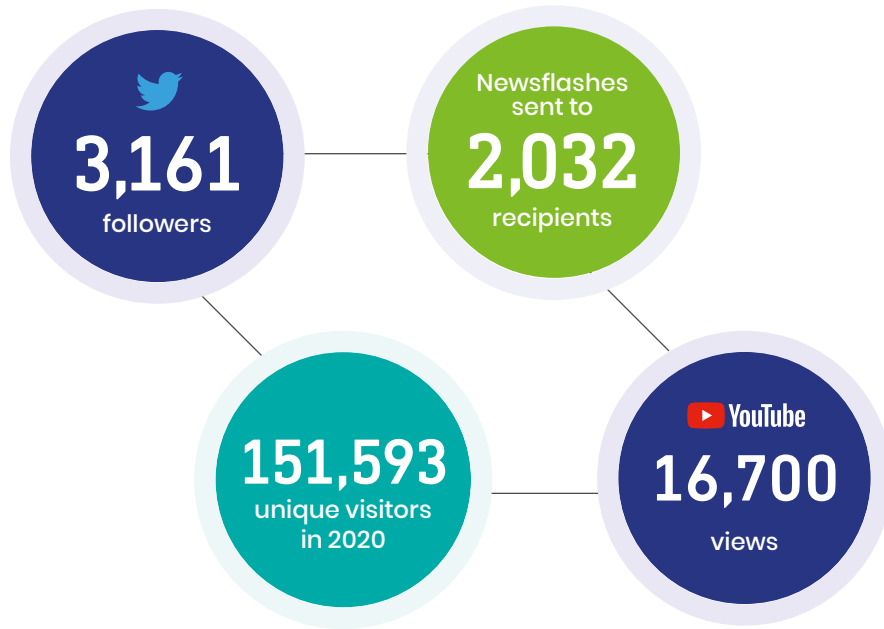 3,161
followers
Newsflashes
sent to
2,032
recipients
151,593
unique visitors
in 2020
YouTube
16,700
views